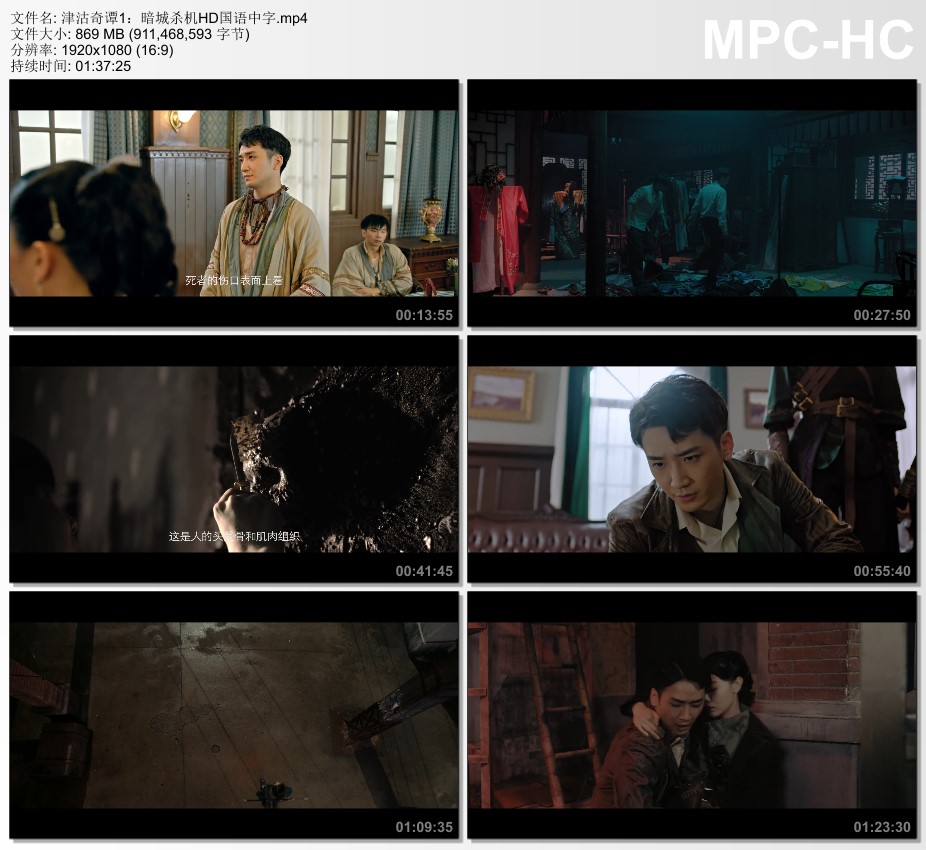 文件名: 津沽奇谭1：暗城杀机HD国语中字.mp4
文件大小: 869 MB (911,468,593 字节)
分辨率: 1920x1080 (16:9)
持续时间: 01:37:25
MPC-HC
死者的伤口表面上差
00:13:55
00:27:50
这是人的头骨和肌肉组织
00:41:45
00:55:40
01:09:35
01:23:30